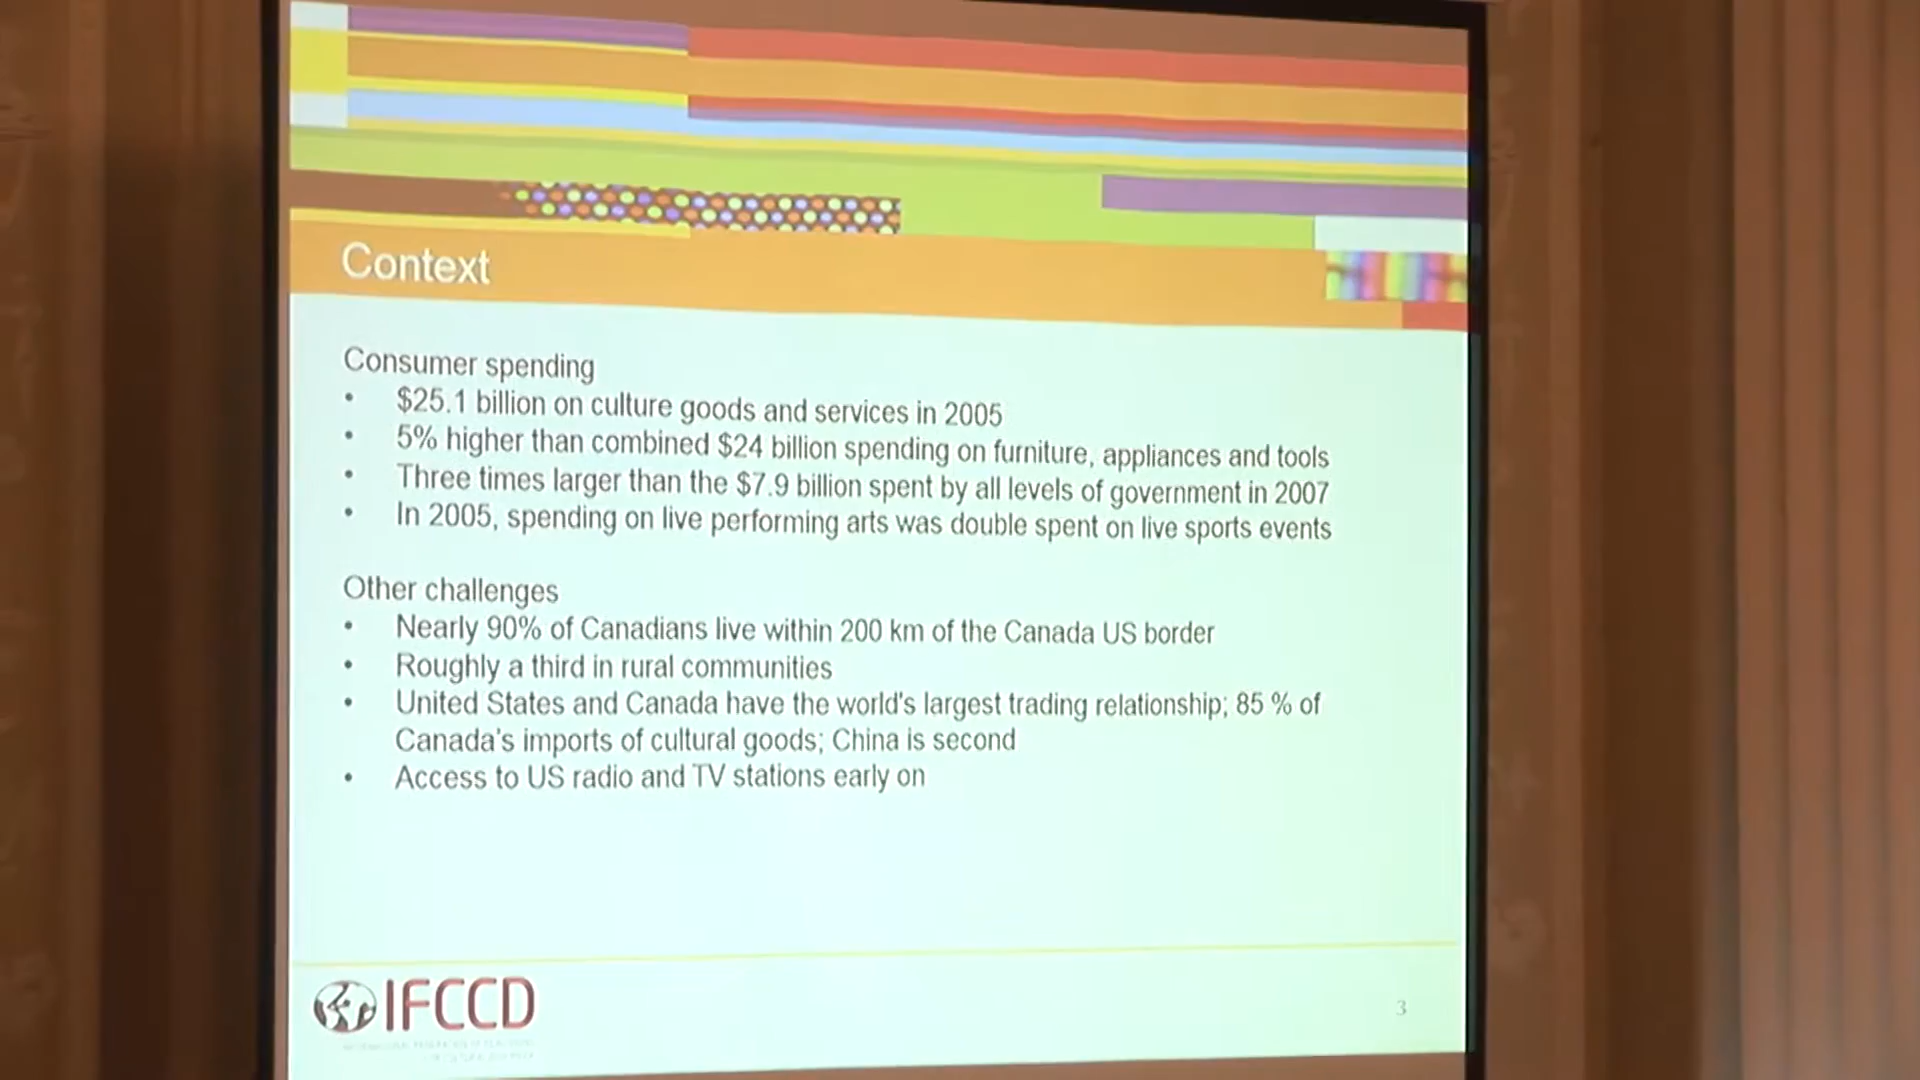 Context
Consumer spending
• $25.1 billion on culture goods and services in 2005
• 5% higher than combined $24 billion spending on furniture, appliances and tools
• Three times larger than the $7.9 billion spent by all levels of government in 2007
• In 2005, spending on live performing arts was double spent on live sports events
Other challenges
• Nearly 90% of Canadians live within 200 km of the Canada US border
• Roughly a third in rural communities
• United States and Canada have the world's largest trading relationship; 85 % of
Canada's imports of cultural goods; China is second
• Access to US radio and TV stations early on
IFCCD
3